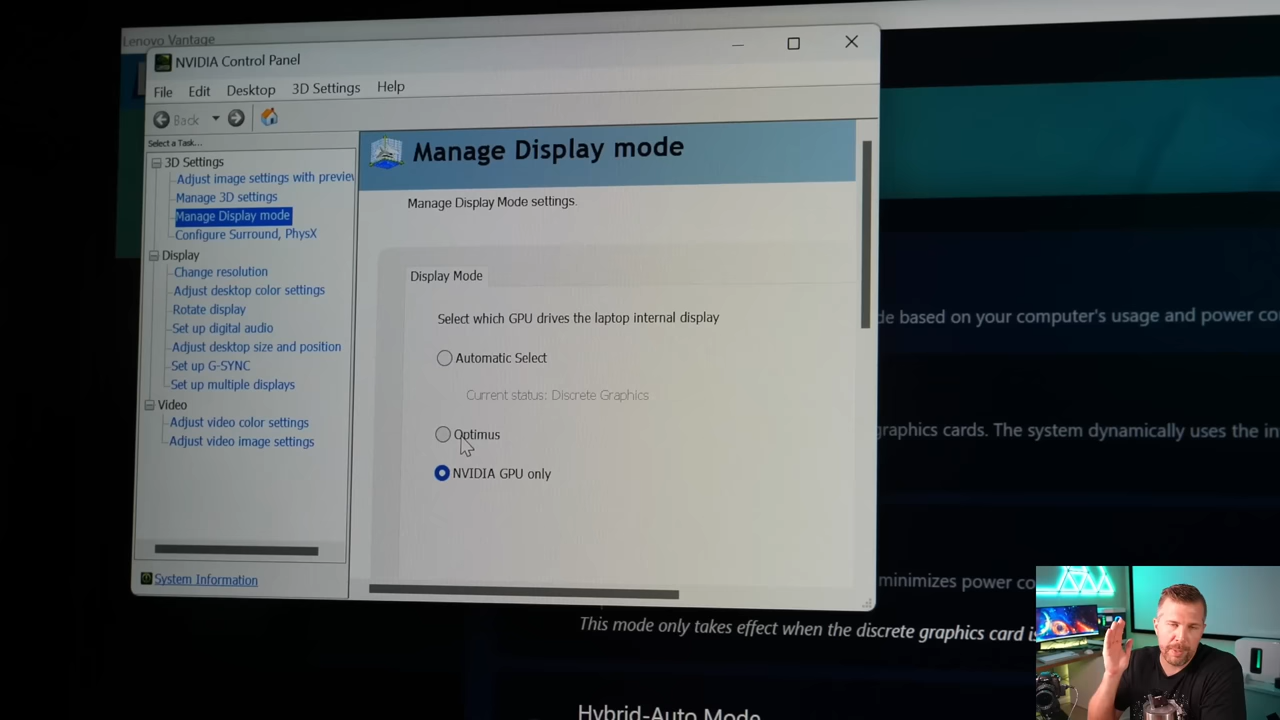 Lenovo Vantage
NVIDIA Control Panel
File Edit Desktop 3D Settings Help
Back
Select a Task...
3D Settings
Adjust image settings with preview
Manage 3D settings
Manage Display mode
Configure Surround, PhysX
Display
Change resolution
Adjust desktop color settings
Rotate display
Set up digital audio
Adjust desktop size and position
Set up G-SYNC
Set up multiple displays
Video
Adjust video color settings
Adjust video image settings
System Information
Manage Display mode
Manage Display Mode settings.
Display Mode
Select which GPU drives the laptop internal display
Automatic Select
Current status: Discrete Graphics
Optimus
NVIDIA GPU only
de based on your computer's usage and power co
graphics cards. The system dynamically uses the in
minimizes power co
This mode only takes effect when the discrete graphics card is
Hybrid-Auto Mode